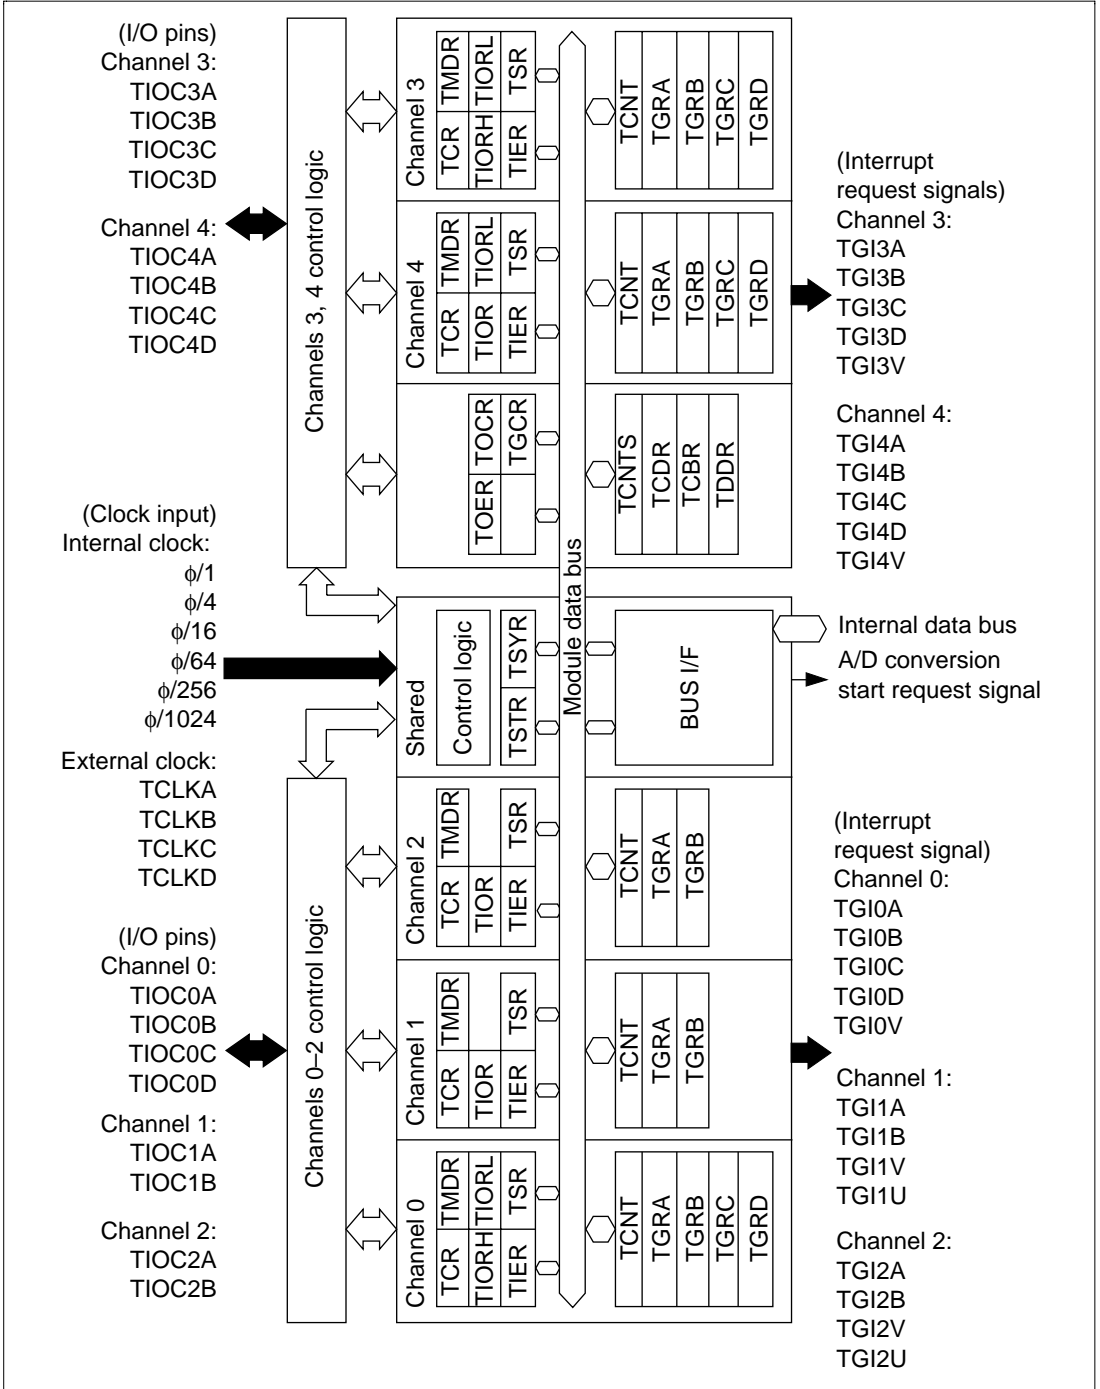 (I/O pins)
Channel 3:
TIOC3A
TIOC3B
TIOC3C
TIOC3D
Channel 4:
TIOC4A
TIOC4B
TIOC4C
TIOC4D
(Clock input)
Internal clock:
ϕ/1
ϕ/4
ϕ/16
ϕ/64
ϕ/256
ϕ/1024
External clock:
TCLKA
TCLKB
TCLKC
TCLKD
(I/O pins)
Channel 0:
TIOC0A
TIOC0B
TIOC0C
TIOC0D
Channel 1:
TIOC1A
TIOC1B
Channel 2:
TIOC2A
TIOC2B
Channels 3, 4 control logic
Channels 0–2 control logic
Channel 3
TCR
TMDR
TIORH
TIORL
TIER
TSR
TCNT
TGRA
TGRB
TGRC
TGRD
Channel 4
TCR
TMDR
TIOR
TIORL
TIER
TSR
TCNT
TGRA
TGRB
TGRC
TGRD
TOER
TOCR
TGCR
TCNTS
TCDR
TCBR
TDDR
Module data bus
Shared
Control logic
TSTR
TSYR
BUS I/F
Channel 2
TCR
TMDR
TIOR
TIER
TSR
TCNT
TGRA
TGRB
Channel 1
TCR
TMDR
TIOR
TIER
TSR
TCNT
TGRA
TGRB
Channel 0
TCR
TMDR
TIORH
TIORL
TIER
TSR
TCNT
TGRA
TGRB
TGRC
TGRD
(Interrupt
request signals)
Channel 3:
TGI3A
TGI3B
TGI3C
TGI3D
TGI3V
Channel 4:
TGI4A
TGI4B
TGI4C
TGI4D
TGI4V
Internal data bus
A/D conversion
start request signal
(Interrupt
request signal)
Channel 0:
TGI0A
TGI0B
TGI0C
TGI0D
TGI0V
Channel 1:
TGI1A
TGI1B
TGI1V
TGI1U
Channel 2:
TGI2A
TGI2B
TGI2V
TGI2U